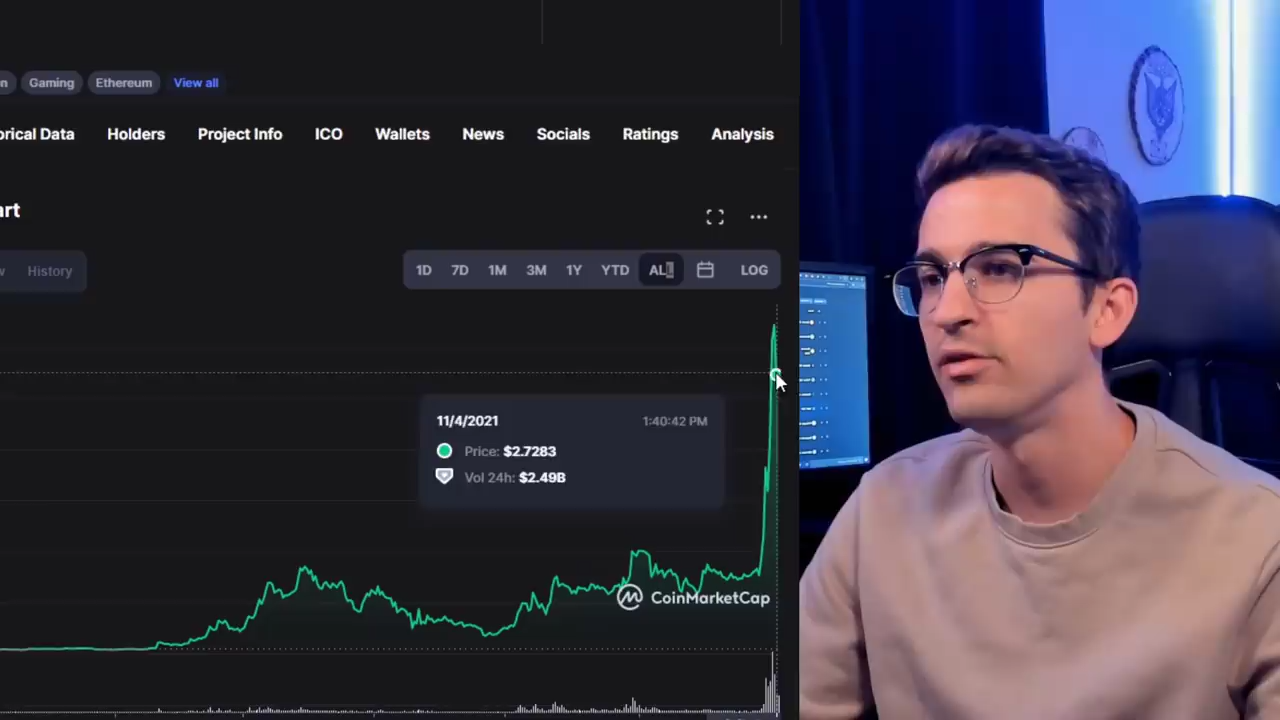 Gaming Ethereum View all
orical Data Holders Project Info ICO Wallets News Socials Ratings Analysis
art
History 1D 7D 1M 3M 1Y YTD ALL LOG
11/4/2021 1:40:42 PM
Price: $2.7283
Vol 24h: $2.49B
CoinMarketCap